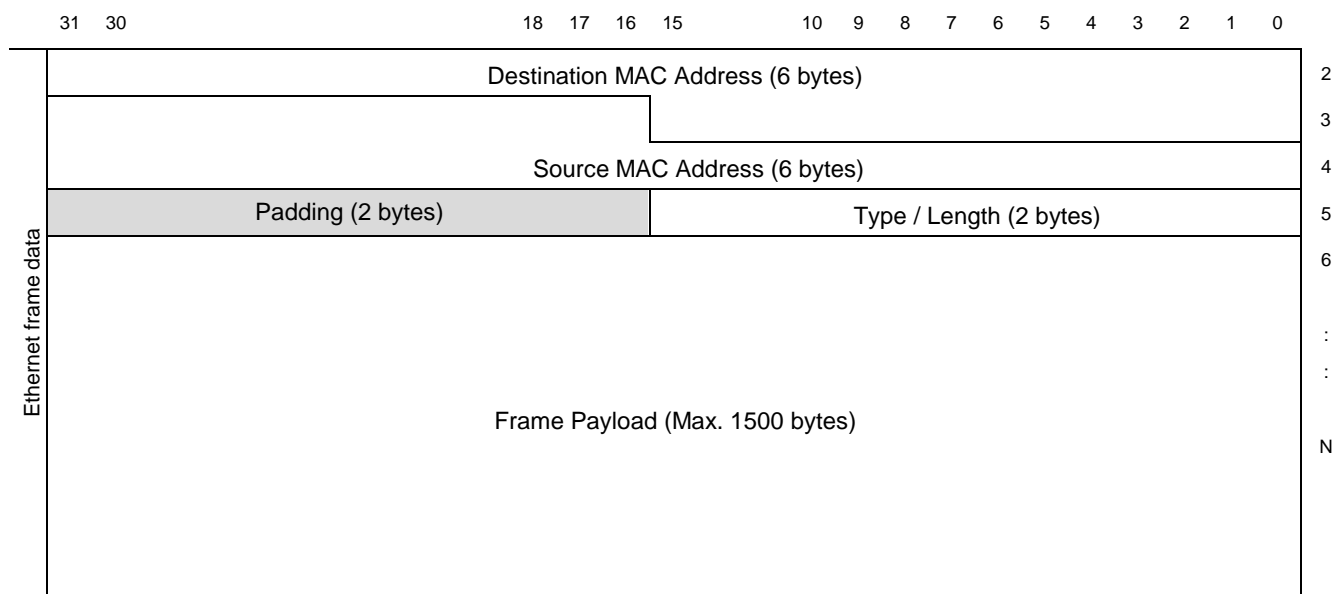 31 30 18 17 16 15 10 9 8 7 6 5 4 3 2 1 0
Destination MAC Address (6 bytes) 2
3
Source MAC Address (6 bytes) 4
Padding (2 bytes) Type / Length (2 bytes) 5
Ethernet frame data
6
:
:
Frame Payload (Max. 1500 bytes)
N